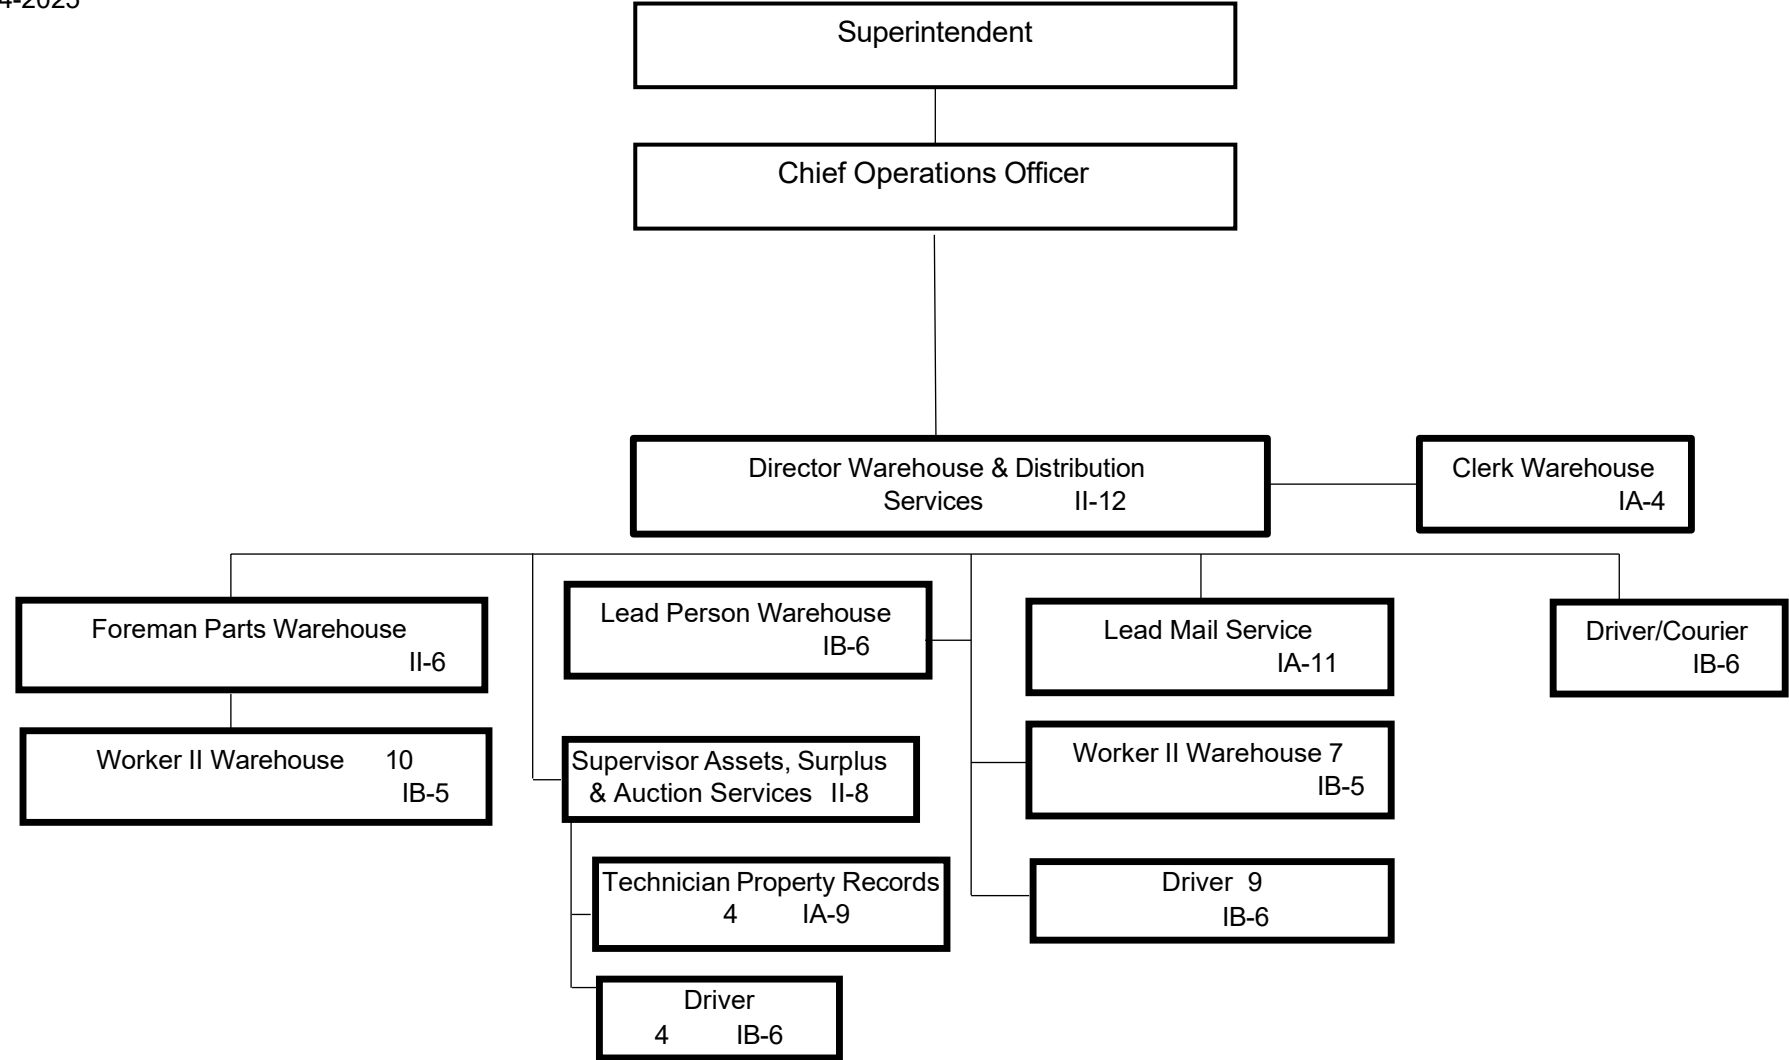 4-2025
Superintendent
Chief Operations Officer
Director Warehouse & Distribution
Services II-12
Clerk Warehouse
IA-4
Foreman Parts Warehouse
II-6
Lead Person Warehouse
IB-6
Lead Mail Service
IA-11
Driver/Courier
IB-6
Worker II Warehouse 10
IB-5
Supervisor Assets, Surplus
& Auction Services II-8
Worker II Warehouse 7
IB-5
Technician Property Records
4 IA-9
Driver 9
IB-6
Driver
4 IB-6